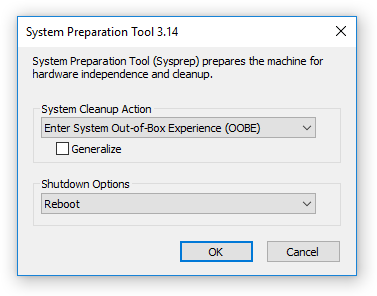 System Preparation Tool 3.14
System Preparation Tool (Sysprep) prepares the machine for
hardware independence and cleanup.
System Cleanup Action
Enter System Out-of-Box Experience (OOBE)
Generalize
Shutdown Options
Reboot
OK
Cancel